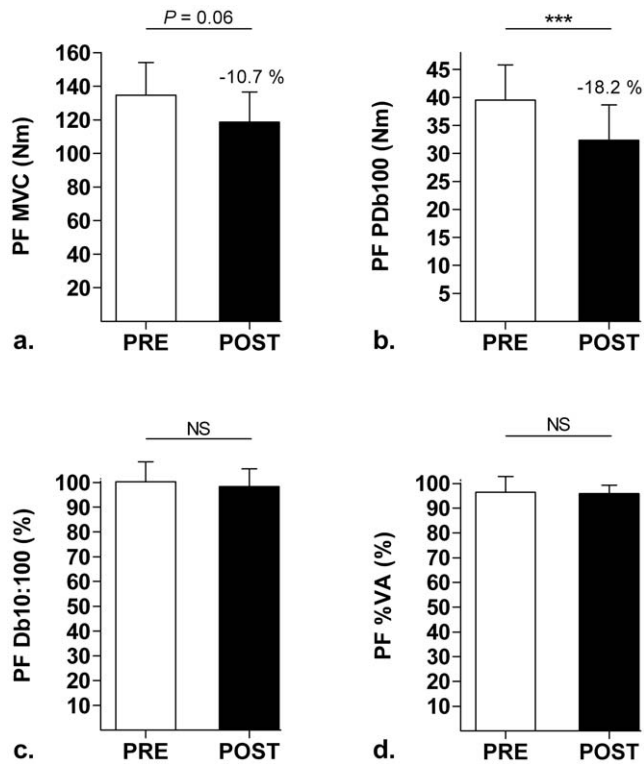 P = 0.06
-10.7 %
PF MVC (Nm)
160
140
120
100
80
60
40
20
PRE POST
a.
***
-18.2 %
PF PDb100 (Nm)
45
40
35
30
25
20
15
10
5
PRE POST
b.
NS
PF Db10:100 (%)
100
90
80
70
60
50
40
30
20
10
PRE POST
c.
NS
PF %VA (%)
100
90
80
70
60
50
40
30
20
10
PRE POST
d.